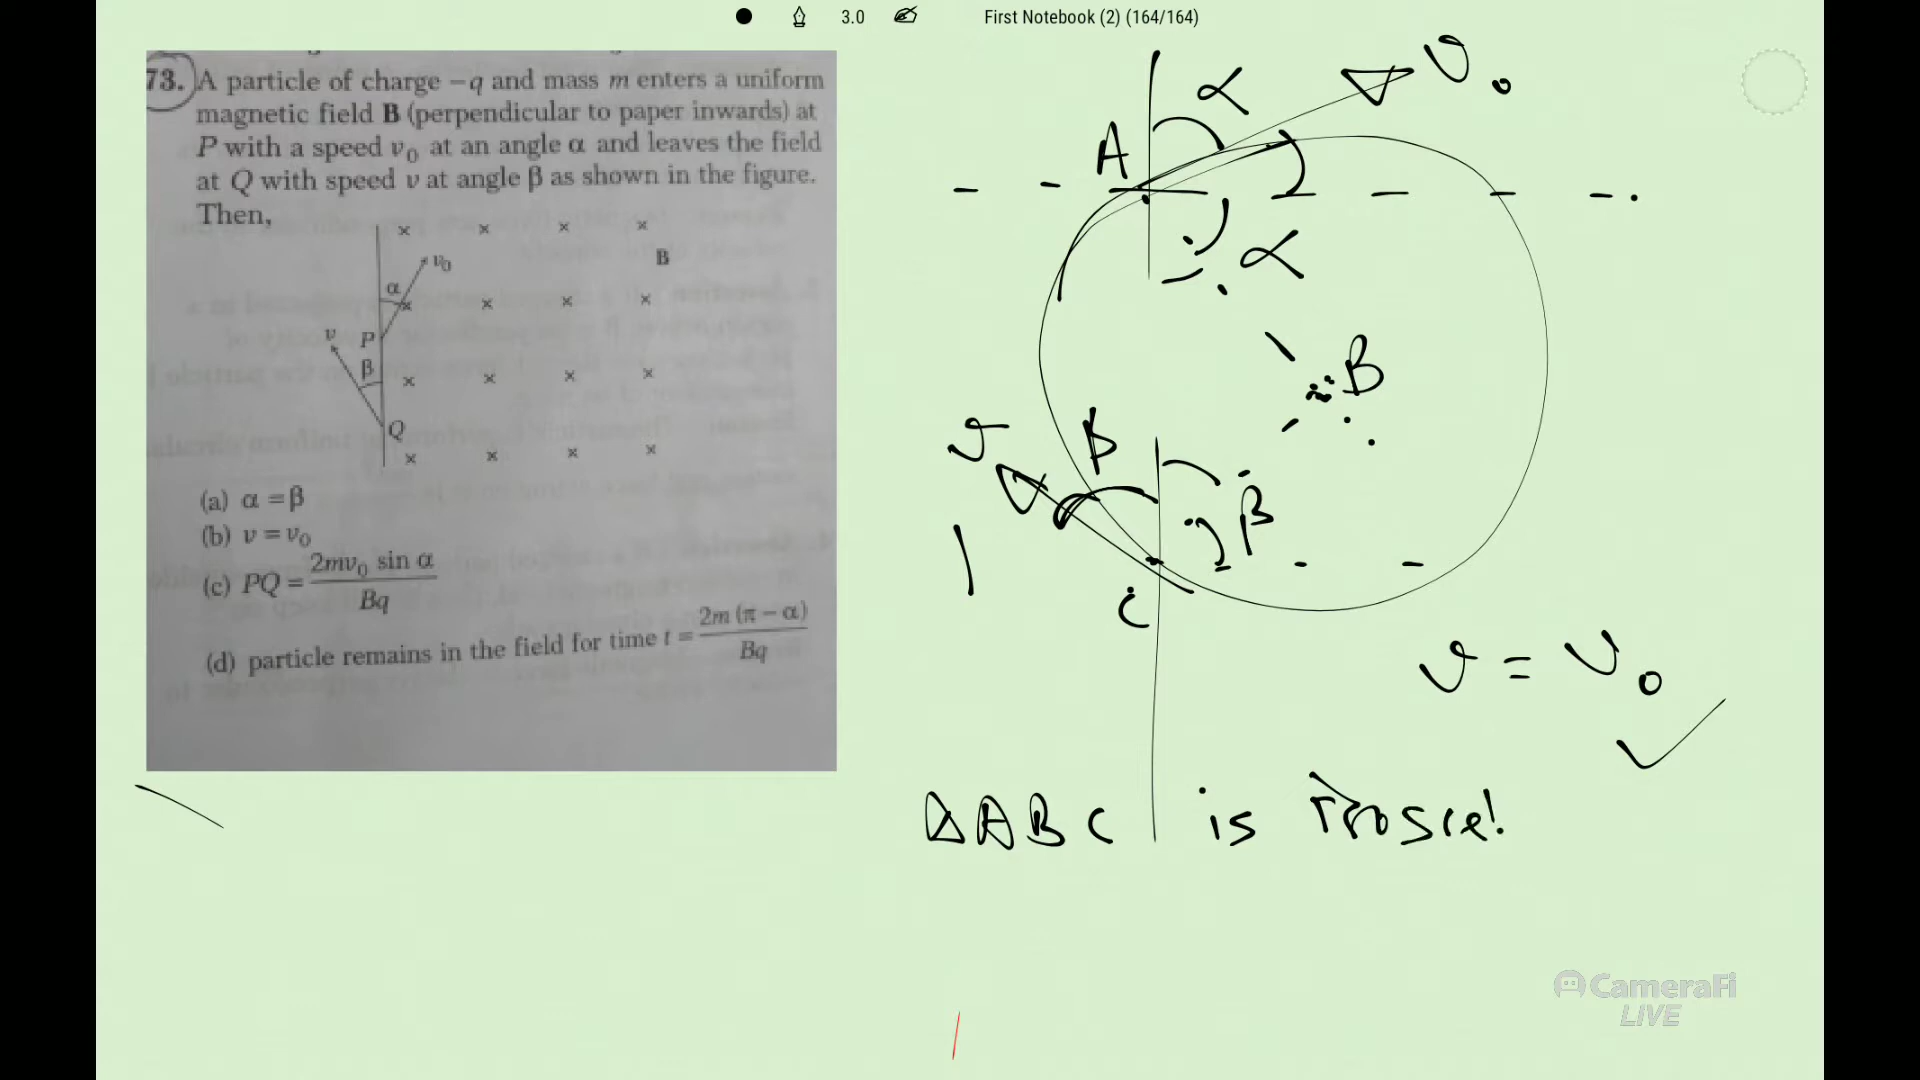 3.0 First Notebook (2) (164/164)
73. A particle of charge –q and mass m enters a uniform
magnetic field B (perpendicular to paper inwards) at
P with a speed v₀ at an angle α and leaves the field
at Q with speed v at angle β as shown in the figure.
Then,
× × × ×
v₀ B
α × × × ×
v P
β × × × ×
Q
× × × ×
(a) α = β
(b) v = v₀
(c) PQ = 2mv₀ sin α / Bq
(d) particle remains in the field for time t = 2m (π – α) / Bq
α v₀
A
α
B
v β
β
C
v = v₀
ΔABC is
CameraFi
LIVE